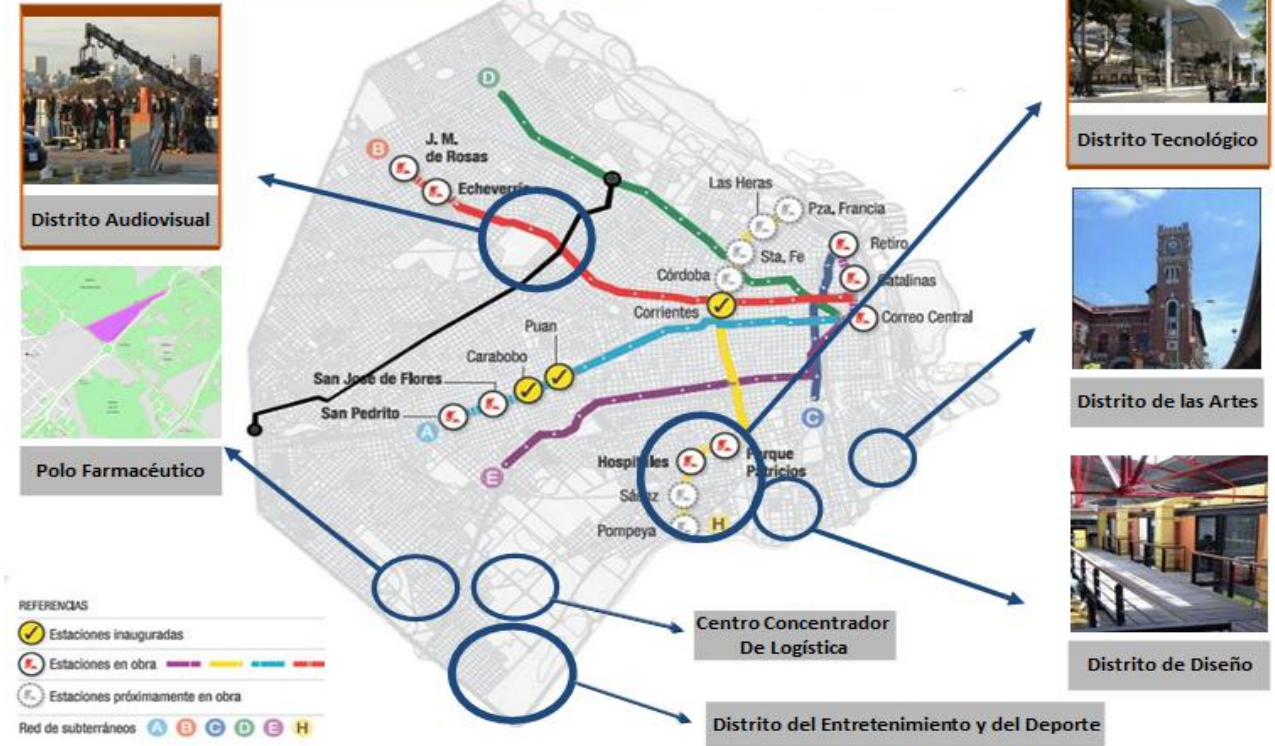 Distrito Audiovisual
Polo Farmacéutico
D
B
J. M.
de Rosas
Echeverría
Las Heras
Pza. Francia
Sta. Fe
Córdoba
Retiro
Catalinas
Corrientes
Correo Central
Puan
Carabobo
San José de Flores
San Pedrito
A
E
C
Hospitales
Parque
Patricios
Sáenz
Pompeya
H
Distrito Tecnológico
Distrito de las Artes
Distrito de Diseño
Centro Concentrador
De Logística
Distrito del Entretenimiento y del Deporte
REFERENCIAS
Estaciones inauguradas
Estaciones en obra
Estaciones próximamente en obra
Red de subterráneos A B C D E H